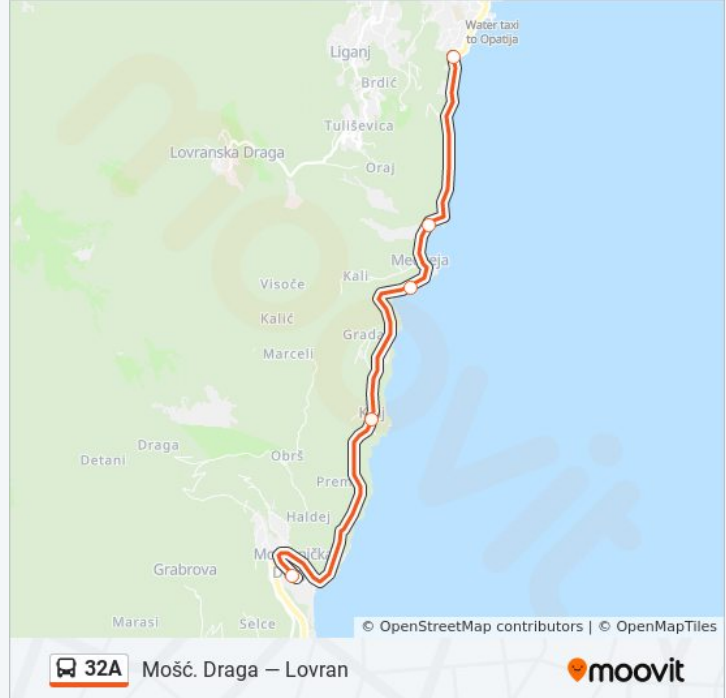 Water taxi
to Opatija
Liganj
Brdić
Tuliševica
Lovranska Draga
Oraj
Visoče
Kali
Kalić
Marceli
Draga
Detani
Obrš
Haldej
Grabrova
Marasi
Selce
© OpenStreetMap contributors | © OpenMapTiles
32A Mošć. Draga – Lovran
moovit